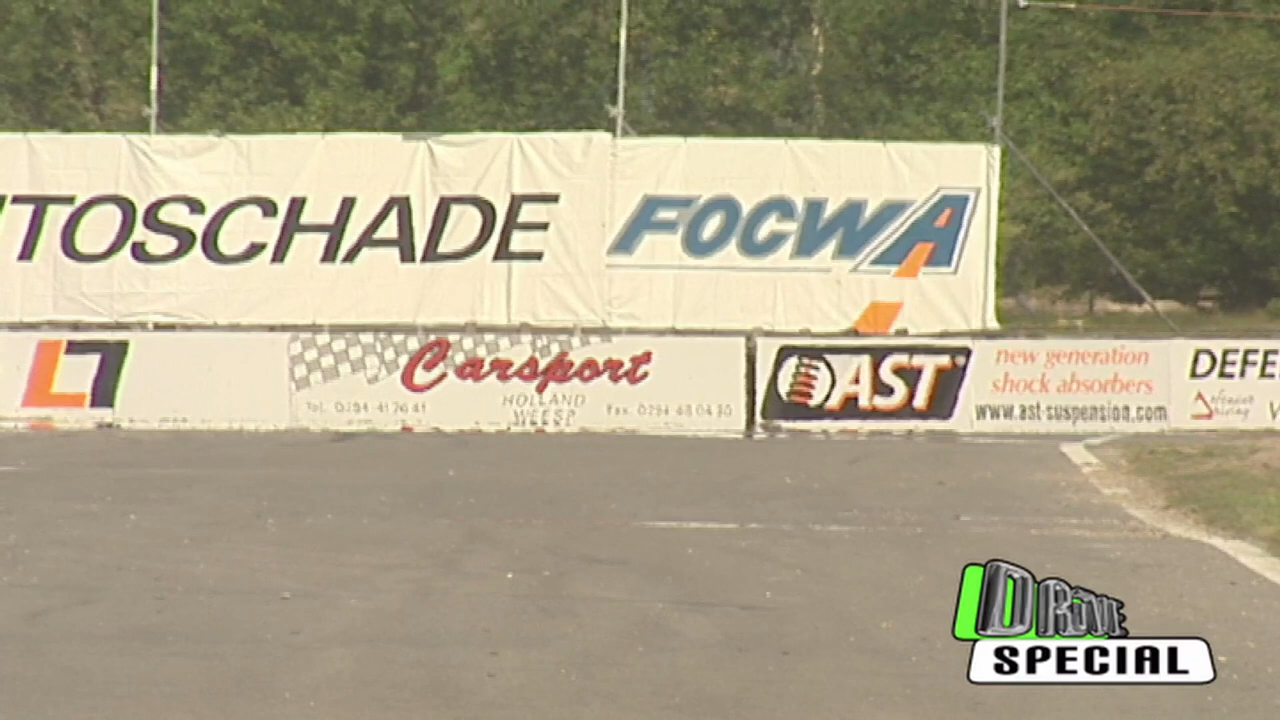 UTOSCHADE FOCWA
Carsport
HOLLAND
WEESP
Tel. 0294-41 76 41
Fax. 0294 48 04 30
AST
new generation
shock absorbers
www.ast-suspension.com
DEFE
DRIVE
SPECIAL